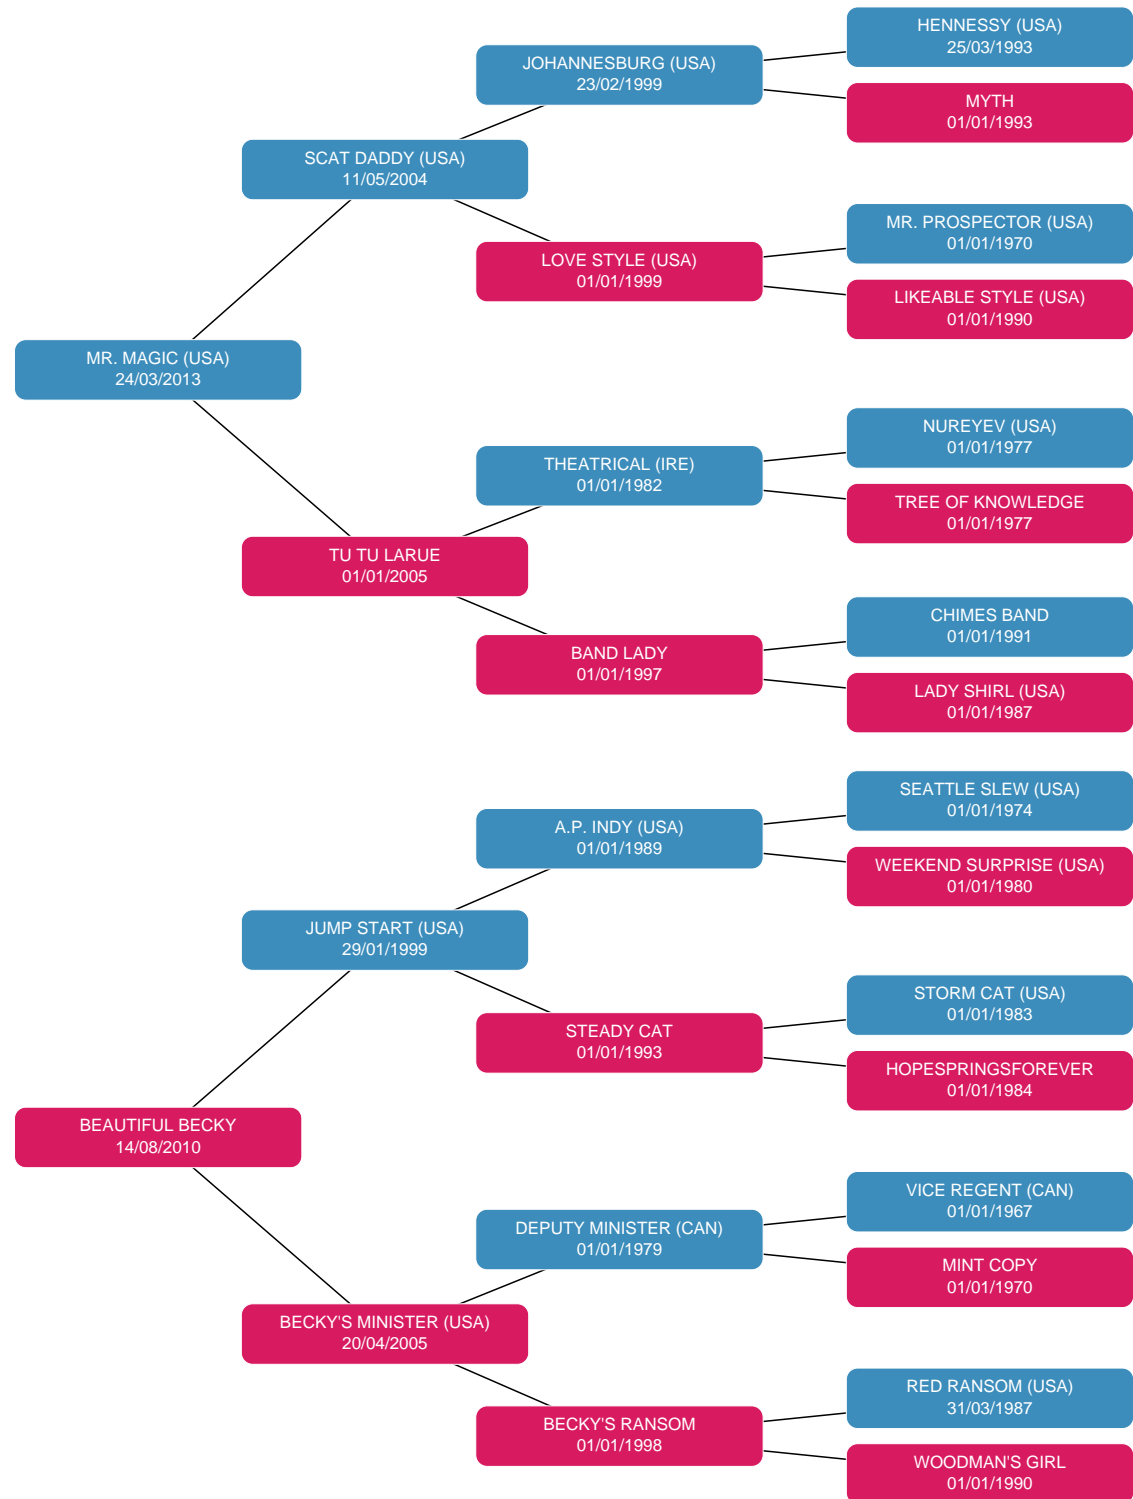 HENNESSY (USA)
25/03/1993
JOHANNESBURG (USA)
23/02/1999
MYTH
01/01/1993
SCAT DADDY (USA)
11/05/2004
MR. PROSPECTOR (USA)
01/01/1970
LOVE STYLE (USA)
01/01/1999
LIKEABLE STYLE (USA)
01/01/1990
MR. MAGIC (USA)
24/03/2013
NUREYEV (USA)
01/01/1977
THEATRICAL (IRE)
01/01/1982
TREE OF KNOWLEDGE
01/01/1977
TU TU LARUE
01/01/2005
CHIMES BAND
01/01/1991
BAND LADY
01/01/1997
LADY SHIRL (USA)
01/01/1987
SEATTLE SLEW (USA)
01/01/1974
A.P. INDY (USA)
01/01/1989
WEEKEND SURPRISE (USA)
01/01/1980
JUMP START (USA)
29/01/1999
STORM CAT (USA)
01/01/1983
STEADY CAT
01/01/1993
HOPESPRINGSFOREVER
01/01/1984
BEAUTIFUL BECKY
14/08/2010
VICE REGENT (CAN)
01/01/1967
DEPUTY MINISTER (CAN)
01/01/1979
MINT COPY
01/01/1970
BECKY'S MINISTER (USA)
20/04/2005
RED RANSOM (USA)
31/03/1987
BECKY'S RANSOM
01/01/1998
WOODMAN'S GIRL
01/01/1990